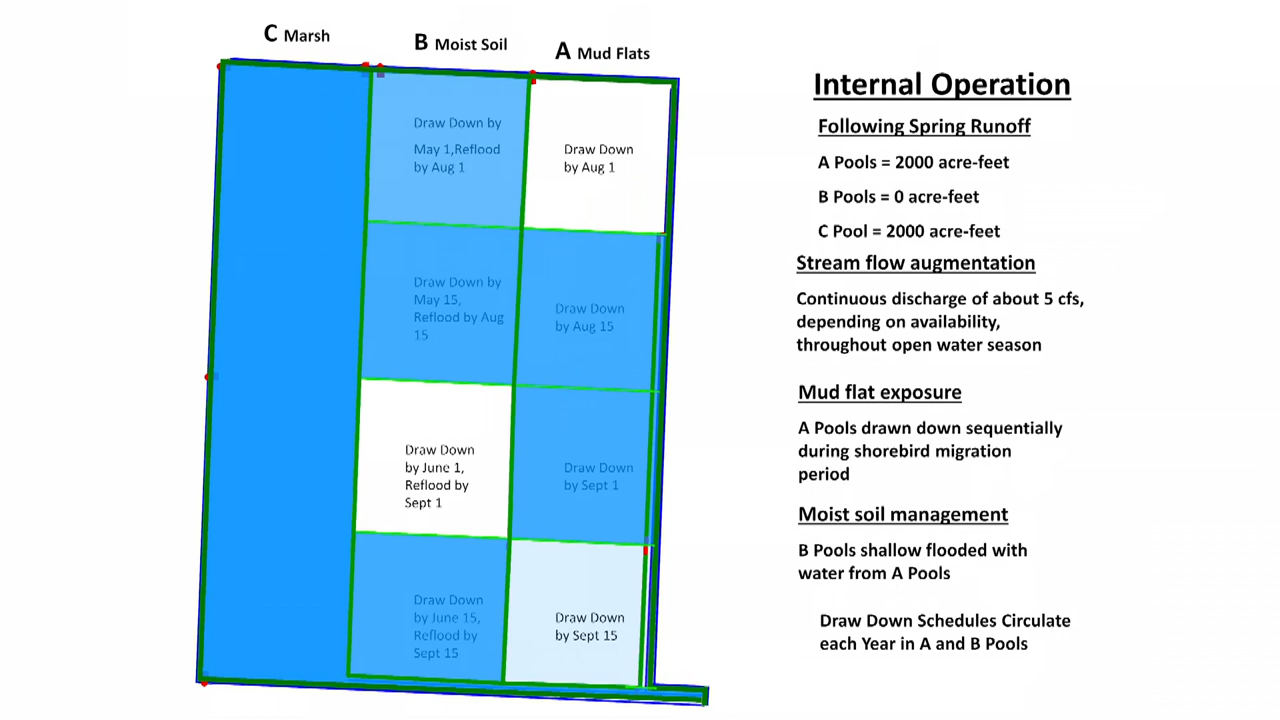 C Marsh
B Moist Soil
A Mud Flats
Draw Down by
May 1,Reflood
by Aug 1
Draw Down
by Aug 1
Draw Down by
May 15,
Reflood by Aug
15
Draw Down
by Aug 15
Draw Down
by June 1,
Reflood by
Sept 1
Draw Down
by Sept 1
Draw Down
by June 15,
Reflood by
Sept 15
Draw Down
by Sept 15
Internal Operation
Following Spring Runoff
A Pools = 2000 acre-feet
B Pools = 0 acre-feet
C Pool = 2000 acre-feet
Stream flow augmentation
Continuous discharge of about 5 cfs,
depending on availability,
throughout open water season
Mud flat exposure
A Pools drawn down sequentially
during shorebird migration
period
Moist soil management
B Pools shallow flooded with
water from A Pools
Draw Down Schedules Circulate
each Year in A and B Pools